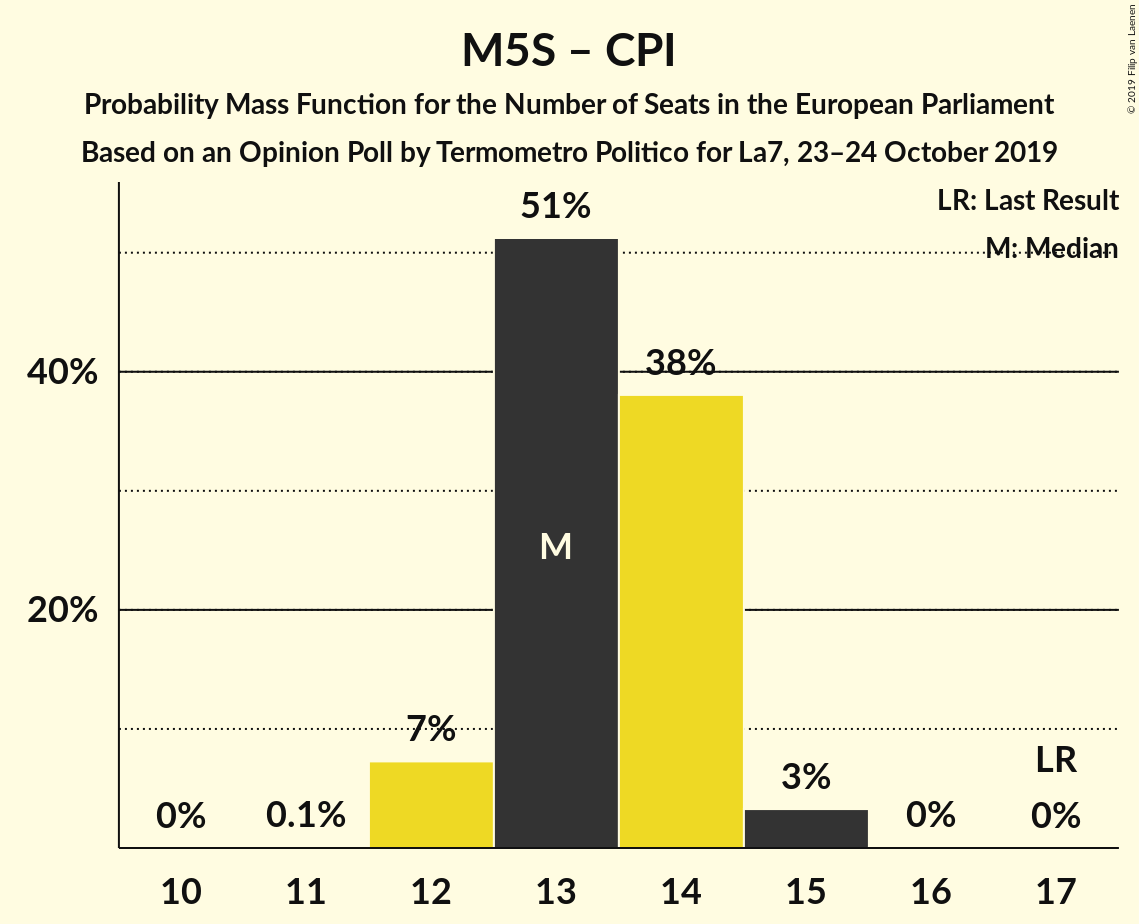 M5S – CPI
Probability Mass Function for the Number of Seats in the European Parliament
Based on an Opinion Poll by Termometro Politico for La7, 23–24 October 2019
© 2019 Filip van Laenen
LR: Last Result
M: Median
51%
38%
40%
M
20%
7%
3%
LR
0%
0.1%
0%
0%
10
11
12
13
14
15
16
17